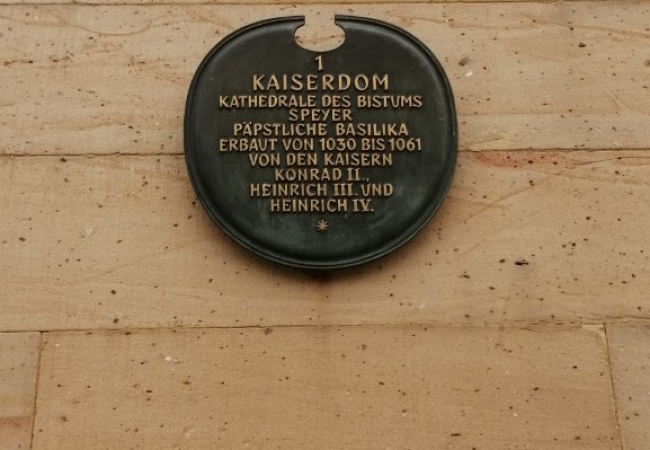 1
KAISERDOM
KATHEDRALE DES BISTUMS
SPEYER
PÄPSTLICHE BASILIKA
ERBAUT VON 1030 BIS 1061
VON DEN KAISERN
KONRAD II.,
HEINRICH III. UND
HEINRICH IV.